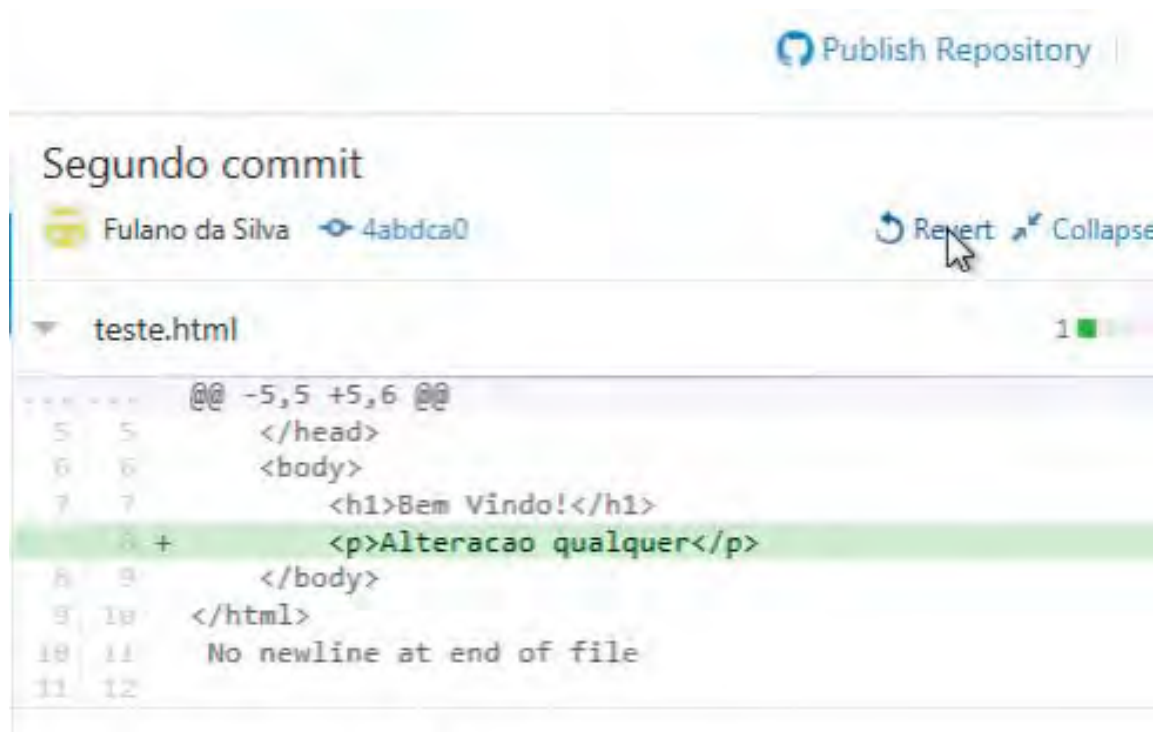 Publish Repository
Segundo commit
Fulano da Silva 4abdca0 Revert Collapse
teste.html 1
... ... @@ -5,5 +5,6 @@
5 5 </head>
6 6 <body>
7 7 <h1>Bem Vindo!</h1>
8 + <p>Alteracao qualquer</p>
8 9 </body>
9 10 </html>
10 11 No newline at end of file
11 12